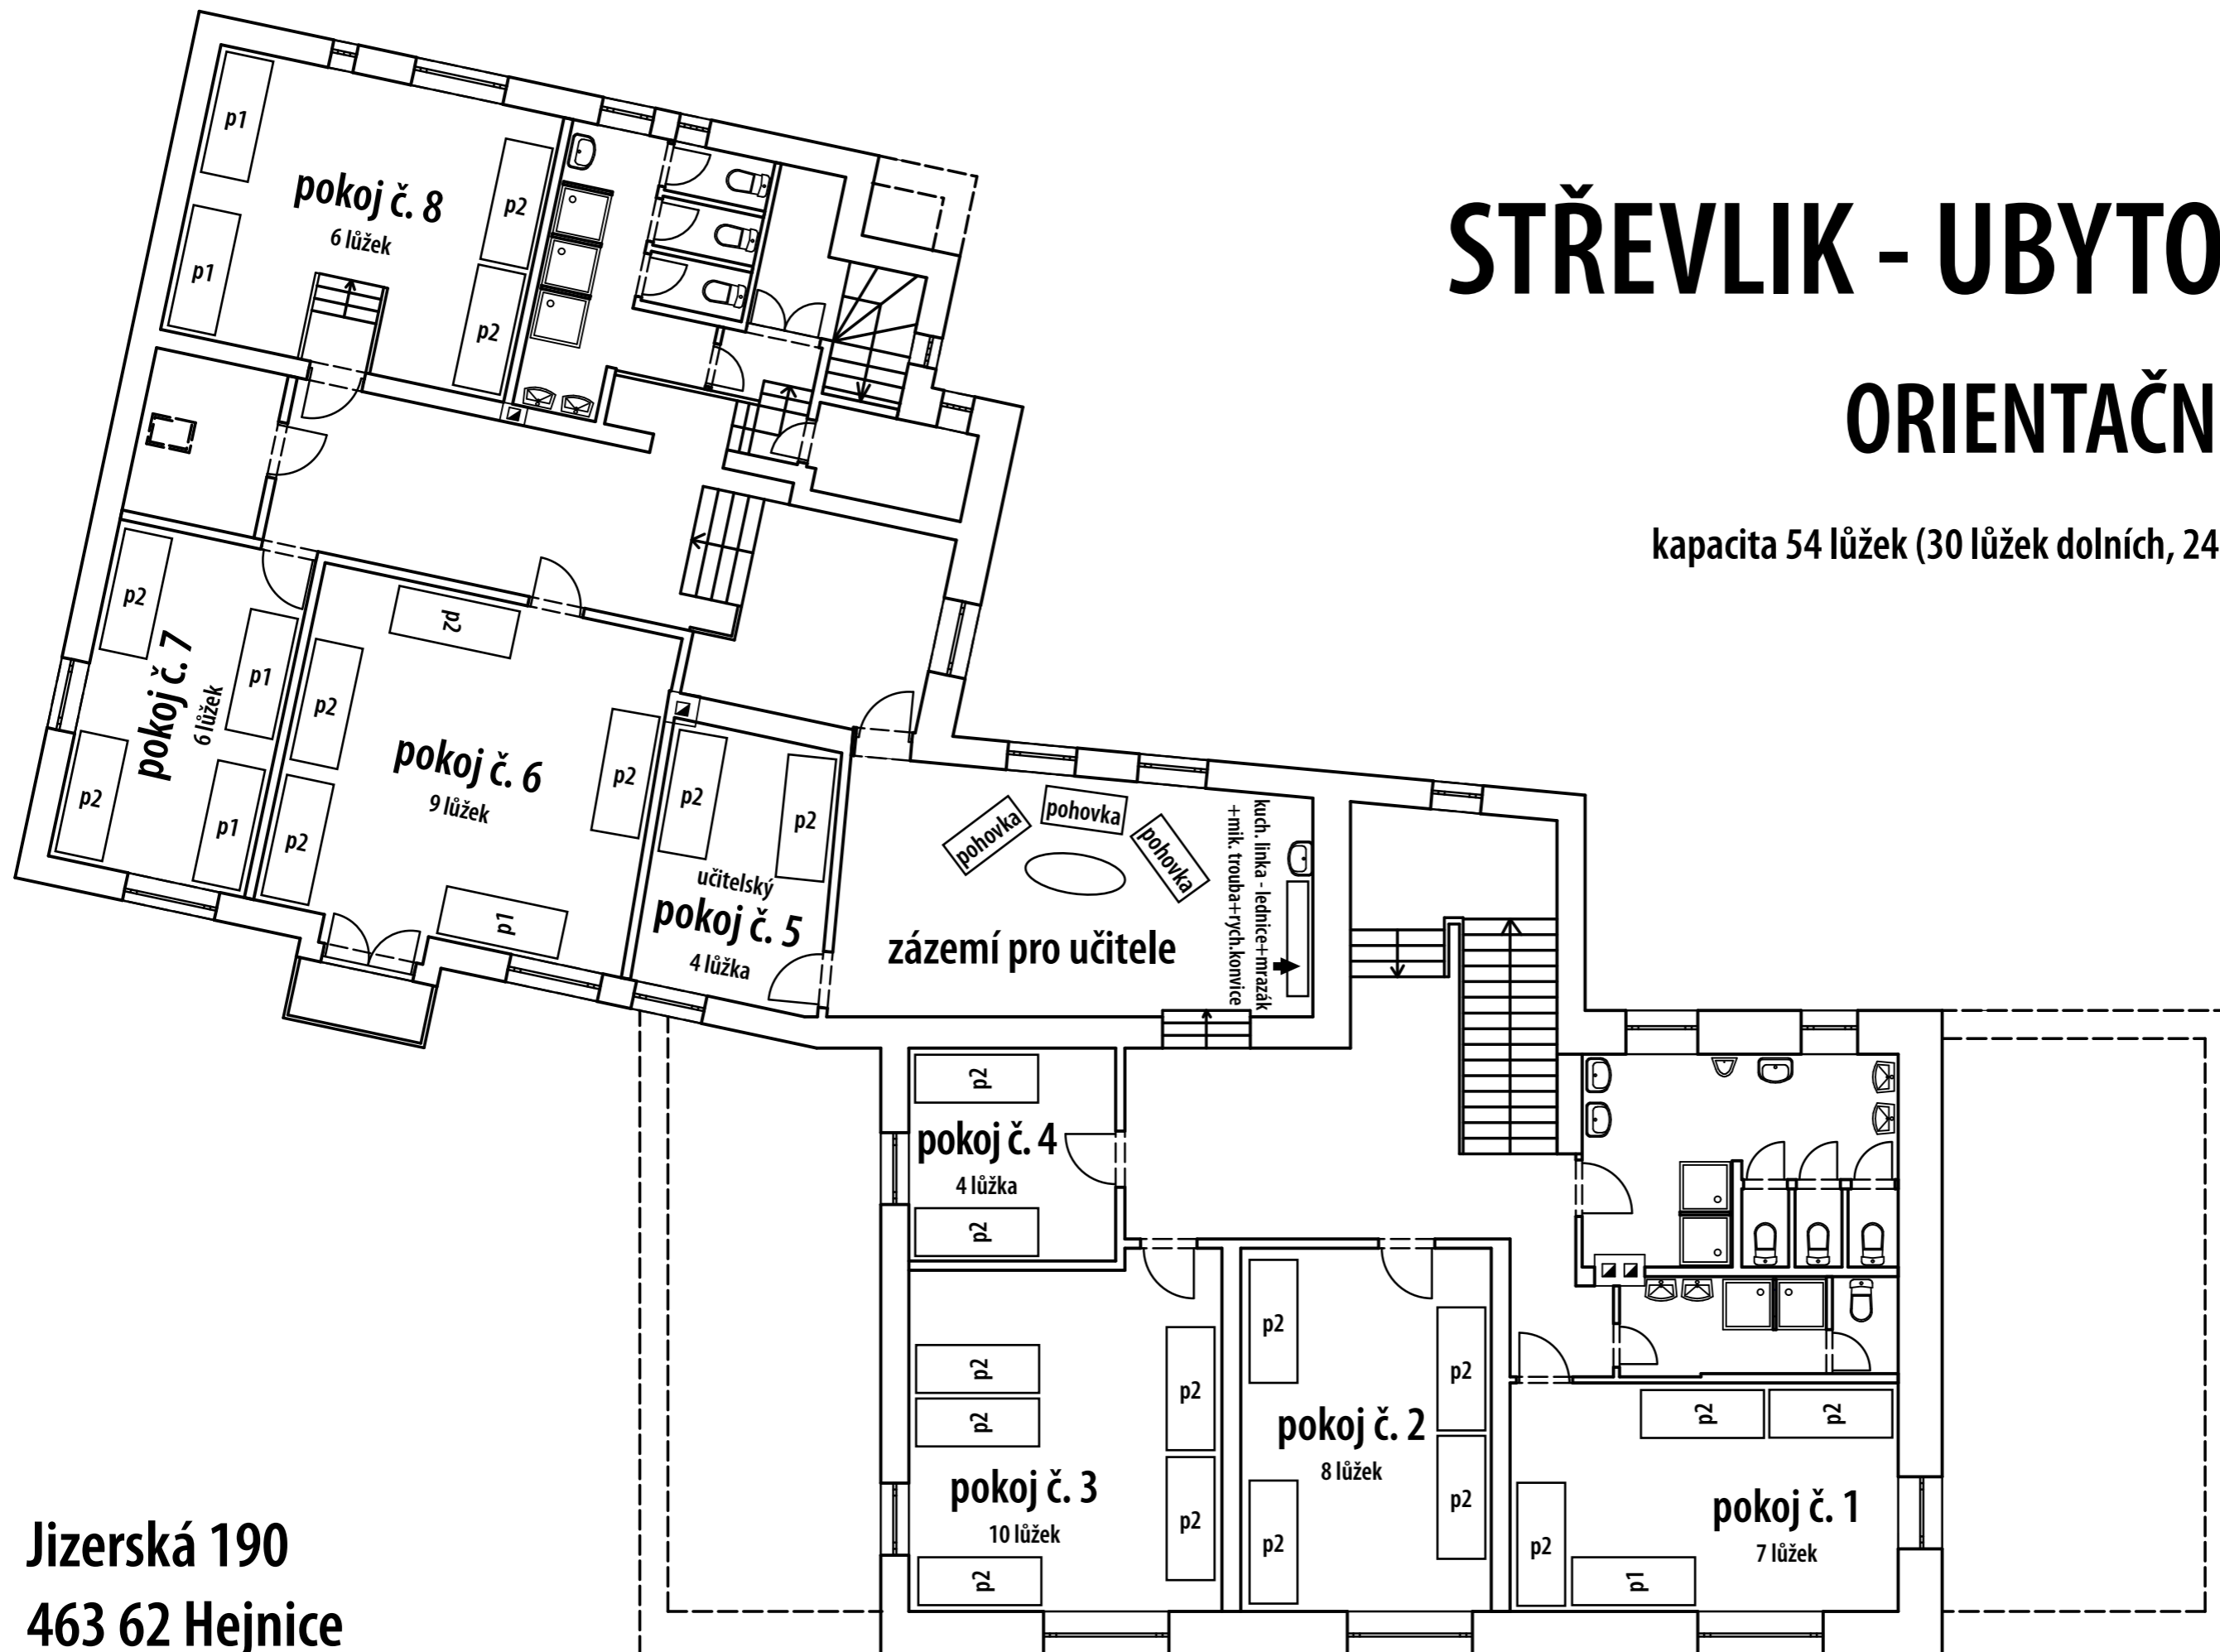 STŘEVLIK - UBYTO
ORIENTAČN
kapacita 54 lůžek (30 lůžek dolních, 24
p1
p1
pokoj č. 8
6 lůžek
p2
p2
p2
p1
pokoj č. 7
6 lůžek
p2
p1
p2
p2
p2
pokoj č. 6
9 lůžek
p2
p1
p2
p2
učitelský
pokoj č. 5
4 lůžka
pohovka
pohovka
pohovka
zázemí pro učitele
kuch. linka - lednice+mrazák
+mik. trouba+rych.konvice
p2
pokoj č. 4
4 lůžka
p2
p2
p2
p2
p2
pokoj č. 3
10 lůžek
p2
p2
p2
pokoj č. 2
8 lůžek
p2
p2
p2
p2
pokoj č. 1
7 lůžek
p2
p1
Jizerská 190
463 62 Hejnice